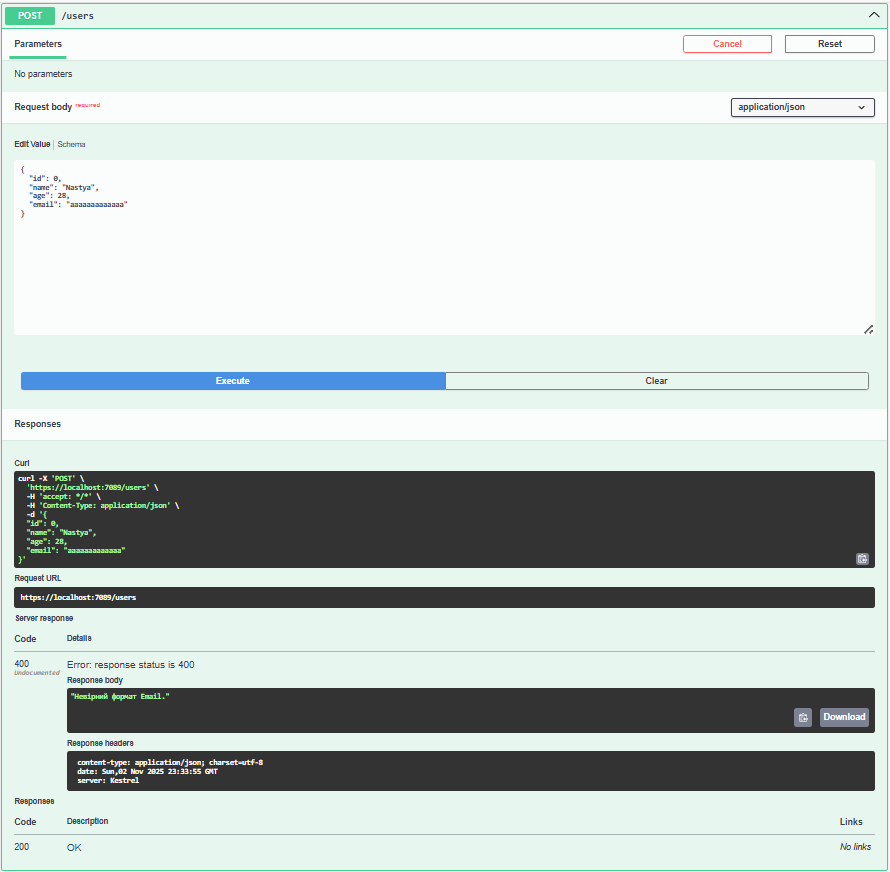 POST /users
Parameters
Cancel
Reset
No parameters
Request body required
application/json
Edit Value | Schema
{
"id": 0,
"name": "Nastya",
"age": 28,
"email": "aaaaaaaaaaaaa"
}
Execute
Clear
Responses
Curl
curl -X 'POST' \
'https://localhost:7089/users' \
-H 'accept: */*' \
-H 'Content-Type: application/json' \
-d '{
"id": 0,
"name": "Nastya",
"age": 28,
"email": "aaaaaaaaaaaaa"
}'
Request URL
https://localhost:7089/users
Server response
Code Details
400 Error: response status is 400
Undocumented
Response body
"Невірний формат Email."
Download
Response headers
content-type: application/json; charset=utf-8
date: Sun,02 Nov 2025 23:33:55 GMT
server: Kestrel
Responses
Code Description Links
200 OK No links